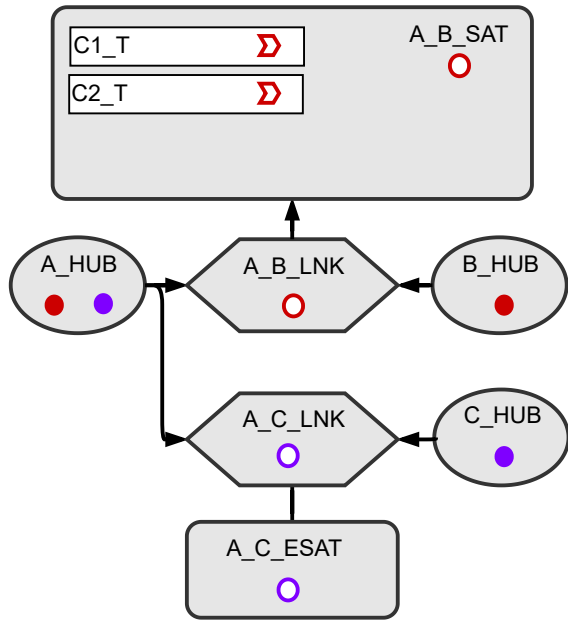 C1_T
C2_T
A_B_SAT
A_HUB
A_B_LNK
B_HUB
A_C_LNK
C_HUB
A_C_ESAT